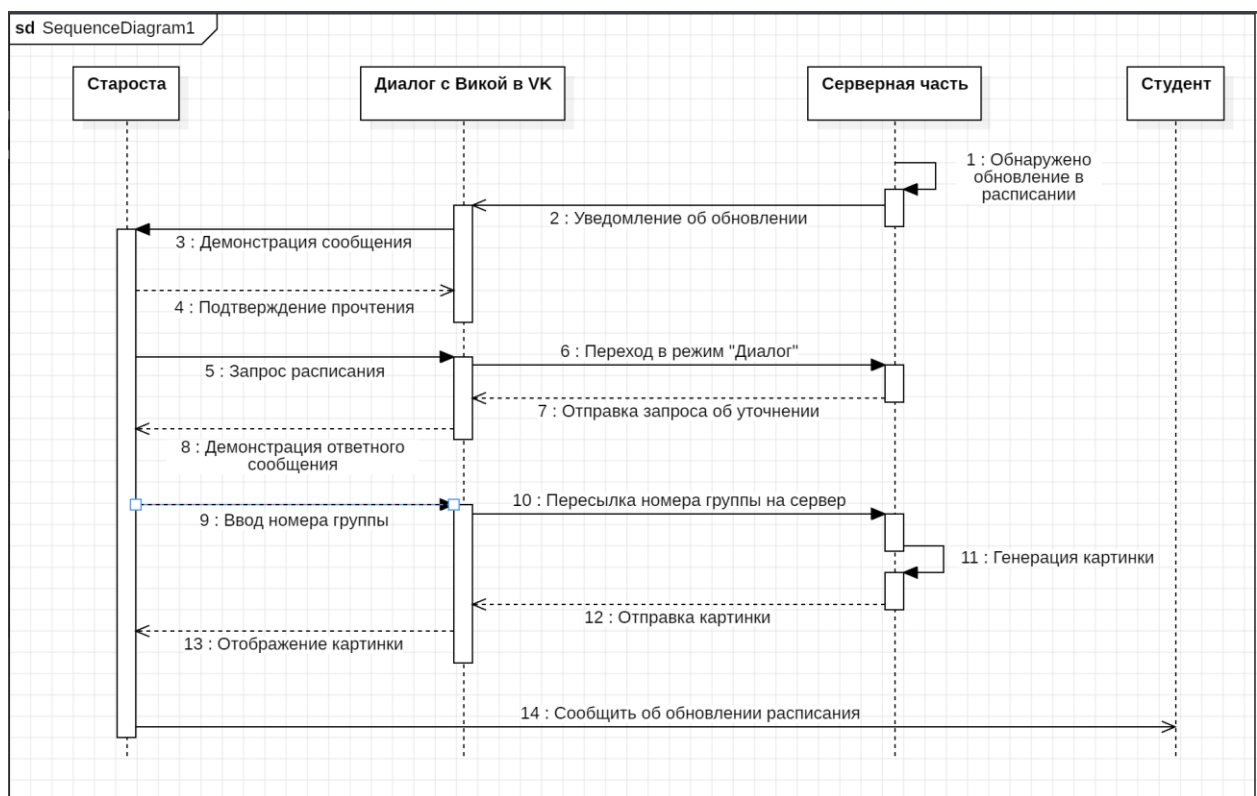 sd SequenceDiagram1
Староста
Диалог с Викой в VK
Серверная часть
Студент
1 : Обнаружено
обновление в
расписании
2 : Уведомление об обновлении
3 : Демонстрация сообщения
4 : Подтверждение прочтения
5 : Запрос расписания
6 : Переход в режим "Диалог"
7 : Отправка запроса об уточнении
8 : Демонстрация ответного
сообщения
9 : Ввод номера группы
10 : Пересылка номера группы на сервер
11 : Генерация картинки
12 : Отправка картинки
13 : Отображение картинки
14 : Сообщить об обновлении расписания